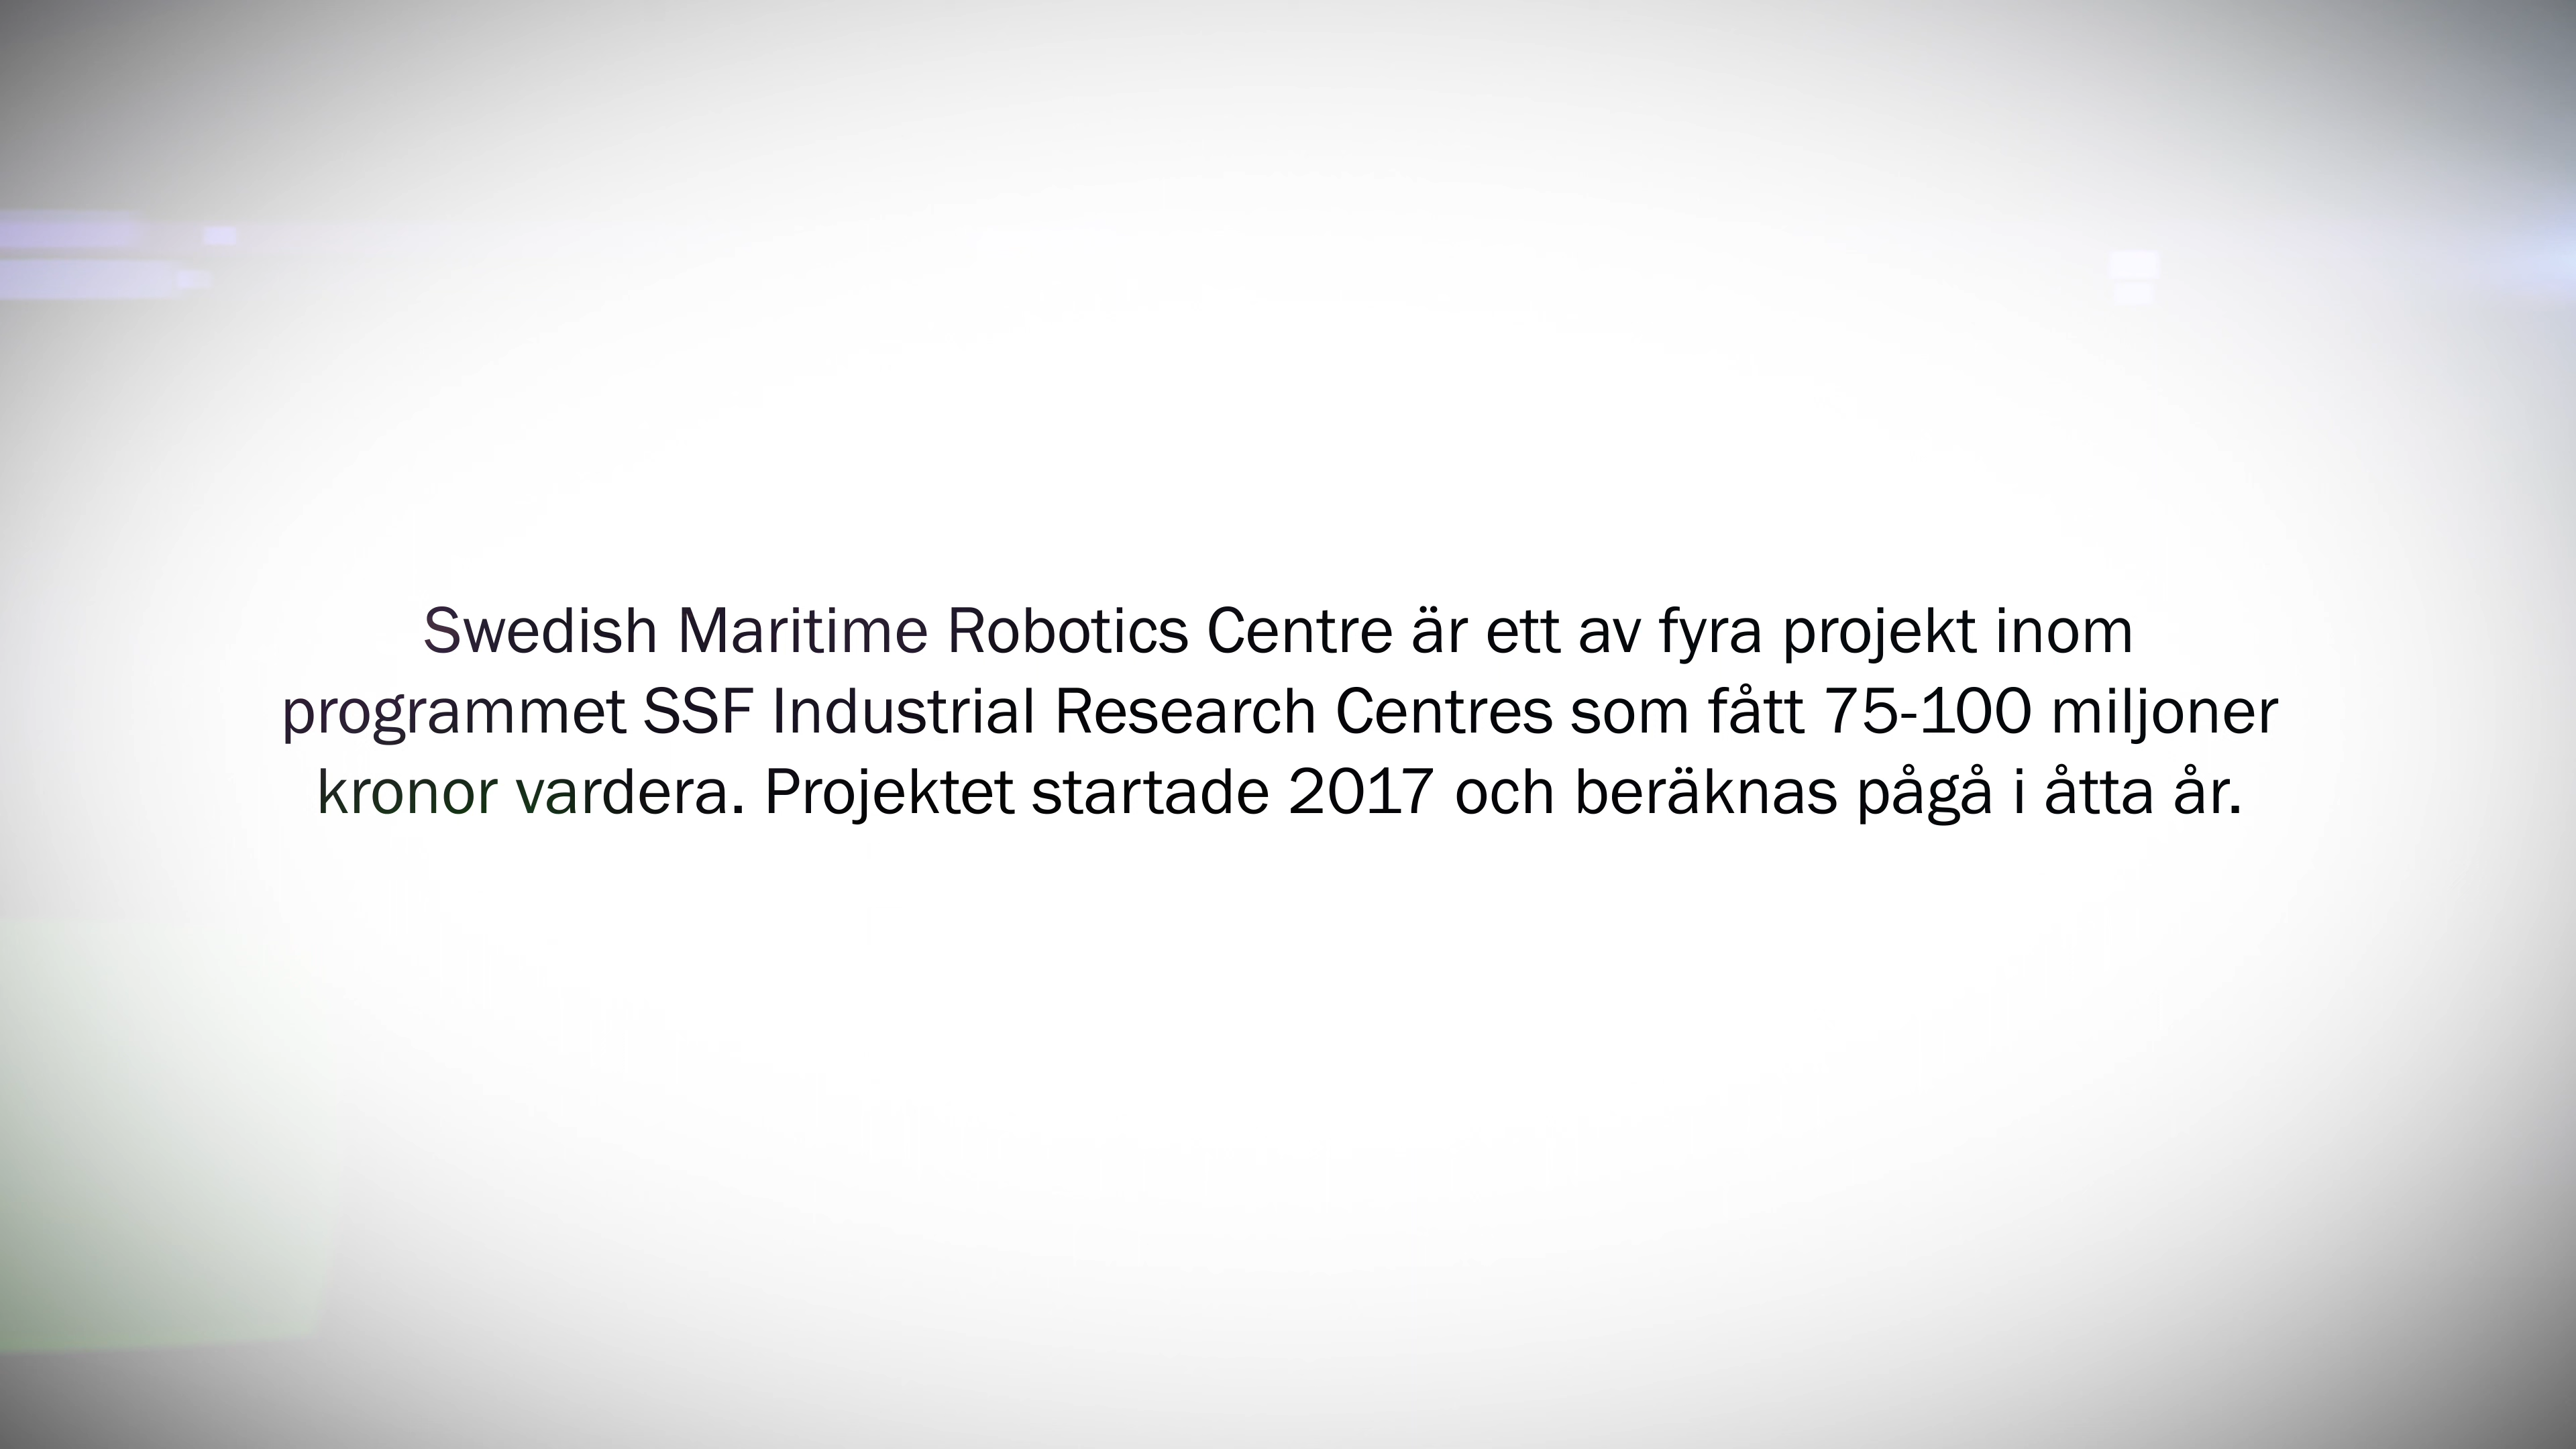 Swedish Maritime Robotics Centre är ett av fyra projekt inom
programmet SSF Industrial Research Centres som fått 75-100 miljoner
kronor vardera. Projektet startade 2017 och beräknas pågå i åtta år.